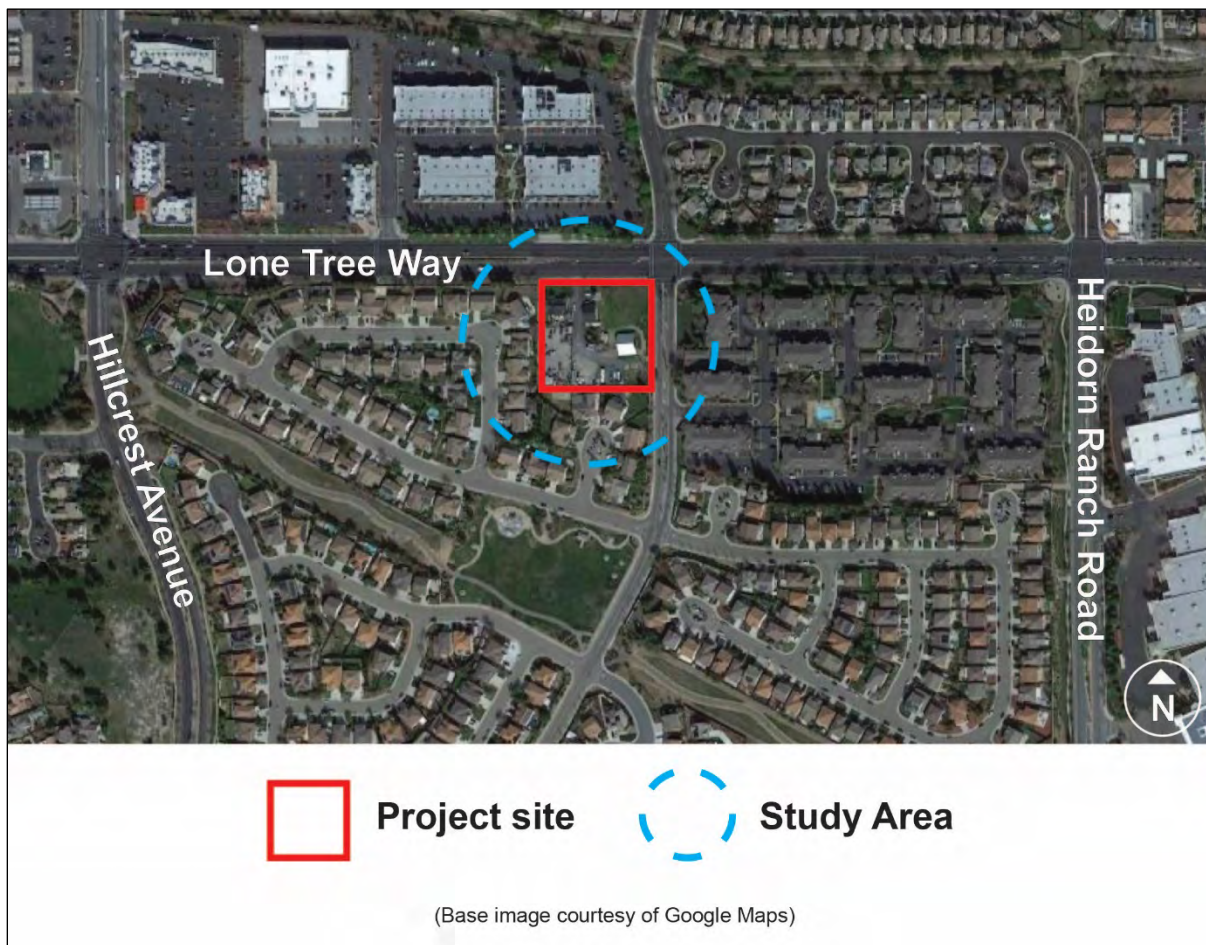 Lone Tree Way
Hillcrest Avenue
Heidorn Ranch Road
N
Project site
Study Area
(Base image courtesy of Google Maps)